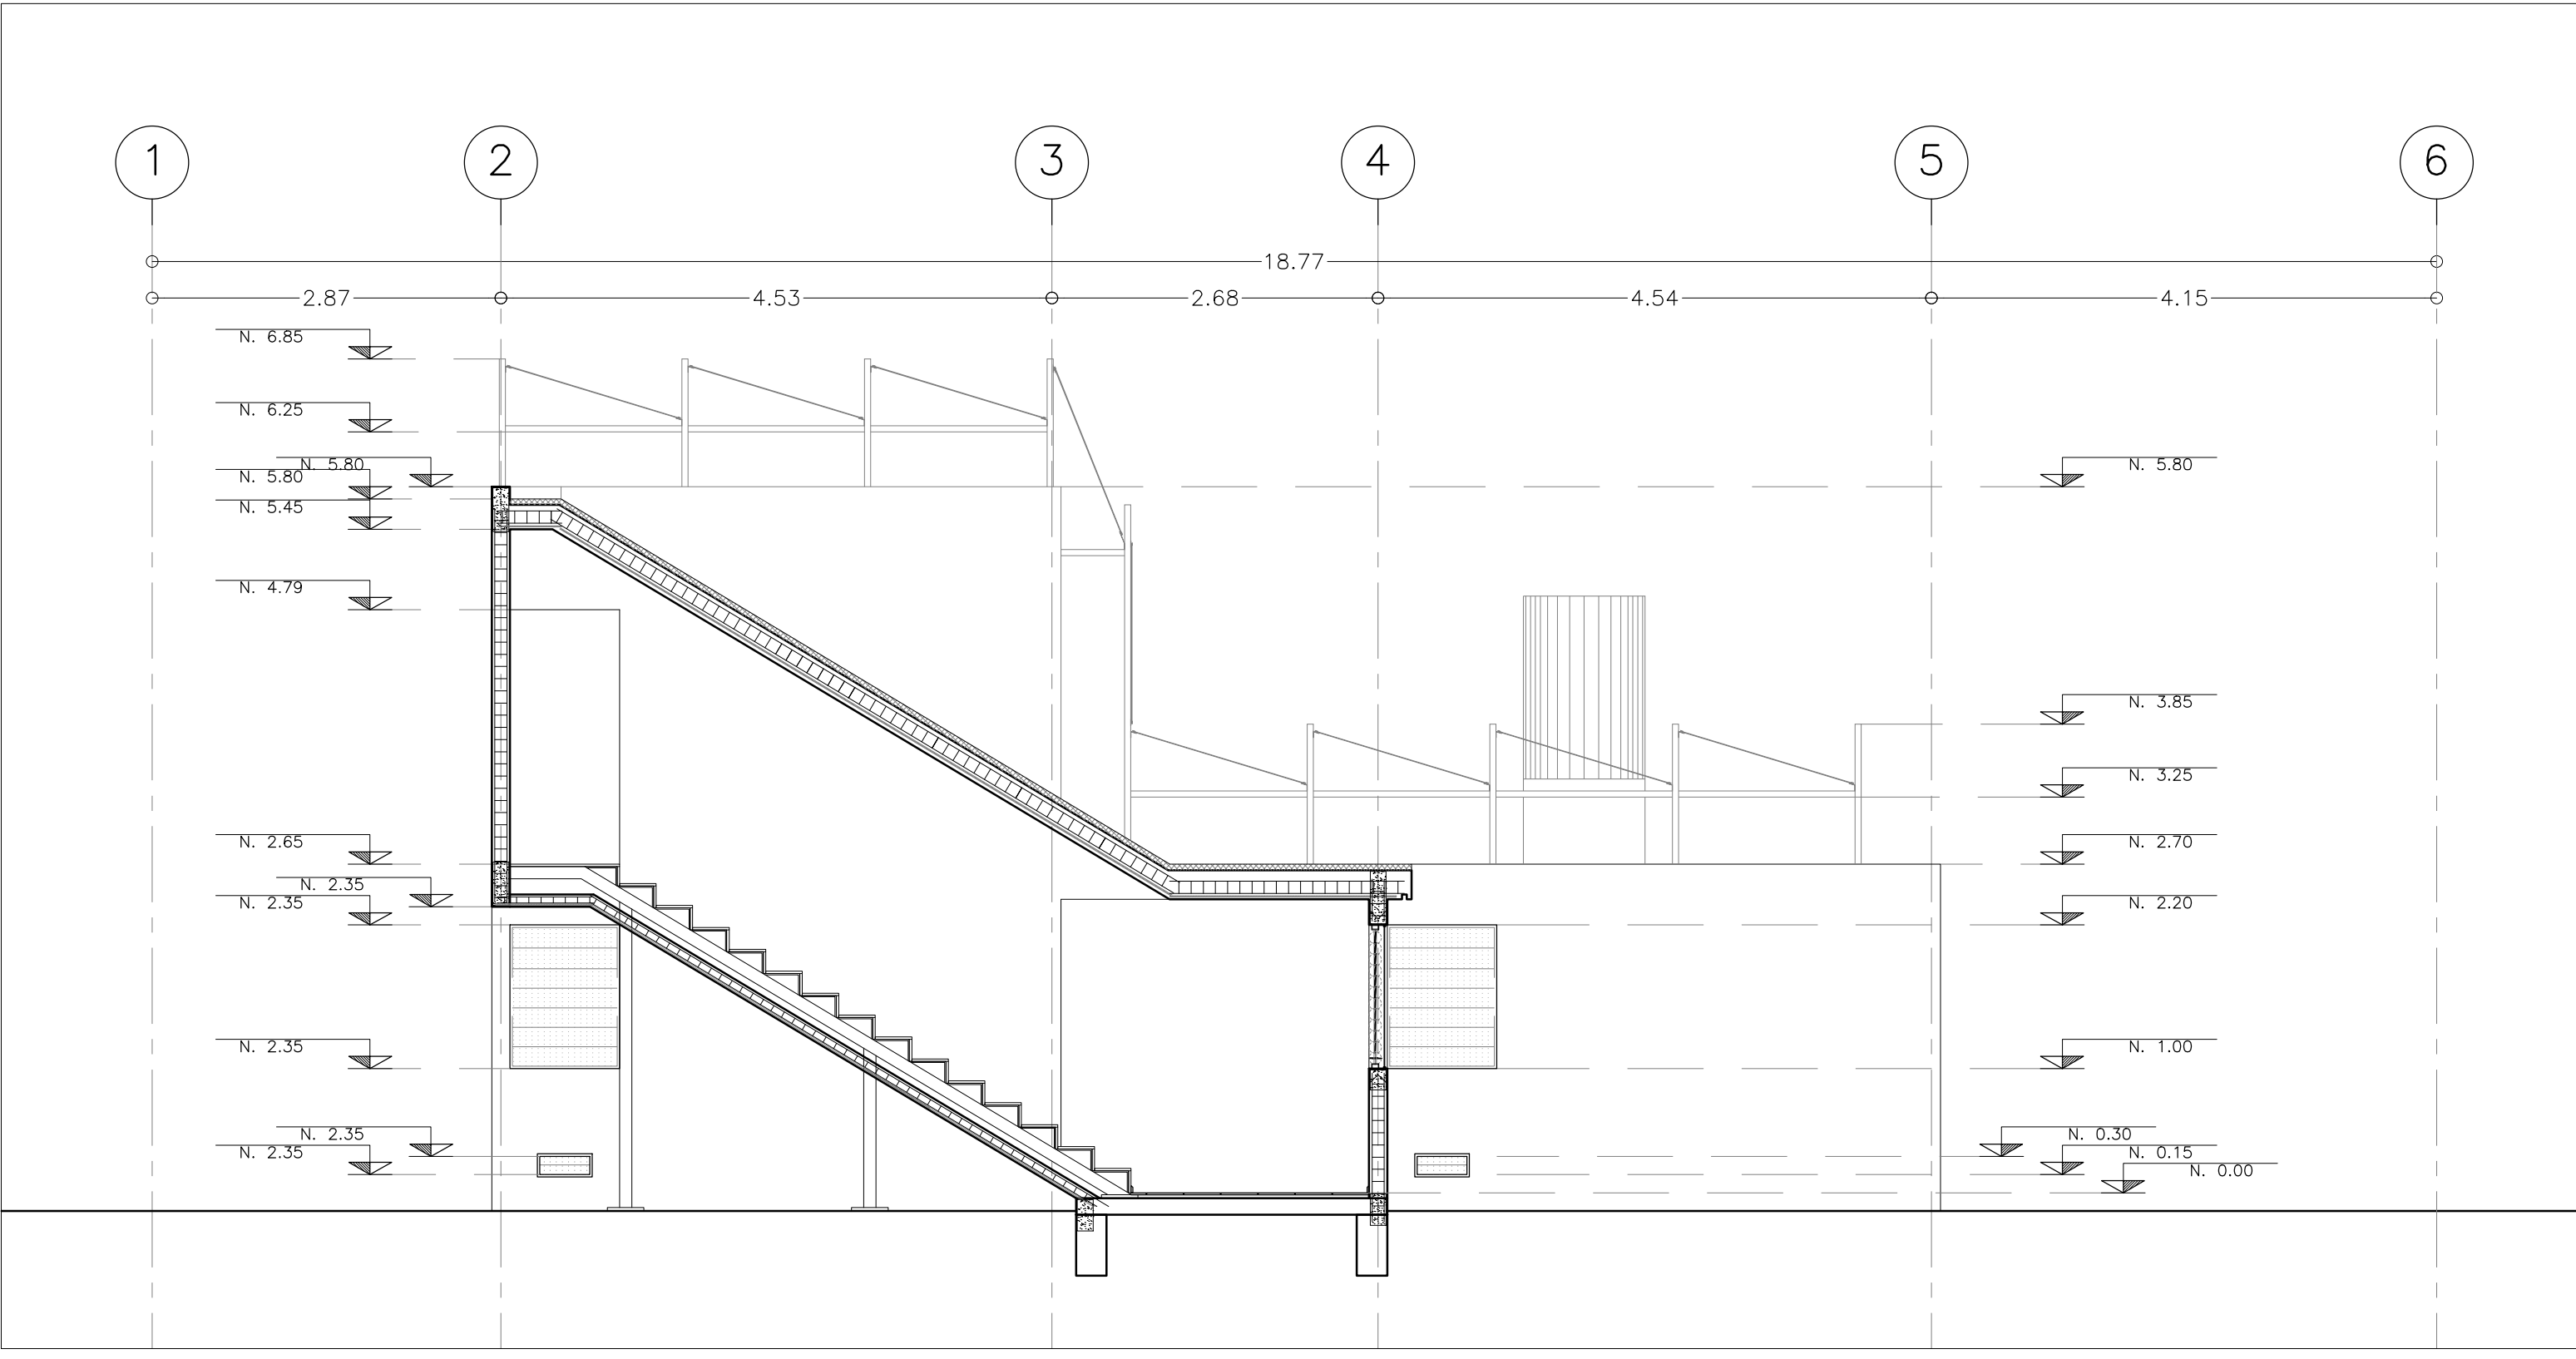 1 2 3 4 5 6
18.77
2.87 4.53 2.68 4.54 4.15
N. 6.85
N. 6.25
N. 5.80 N. 5.80
N. 5.80
N. 5.45
N. 4.79
N. 3.85
N. 3.25
N. 2.65 N. 2.70
N. 2.35
N. 2.35 N. 2.20
N. 2.35 N. 1.00
N. 2.35 N. 0.30
N. 2.35 N. 0.15
N. 0.00